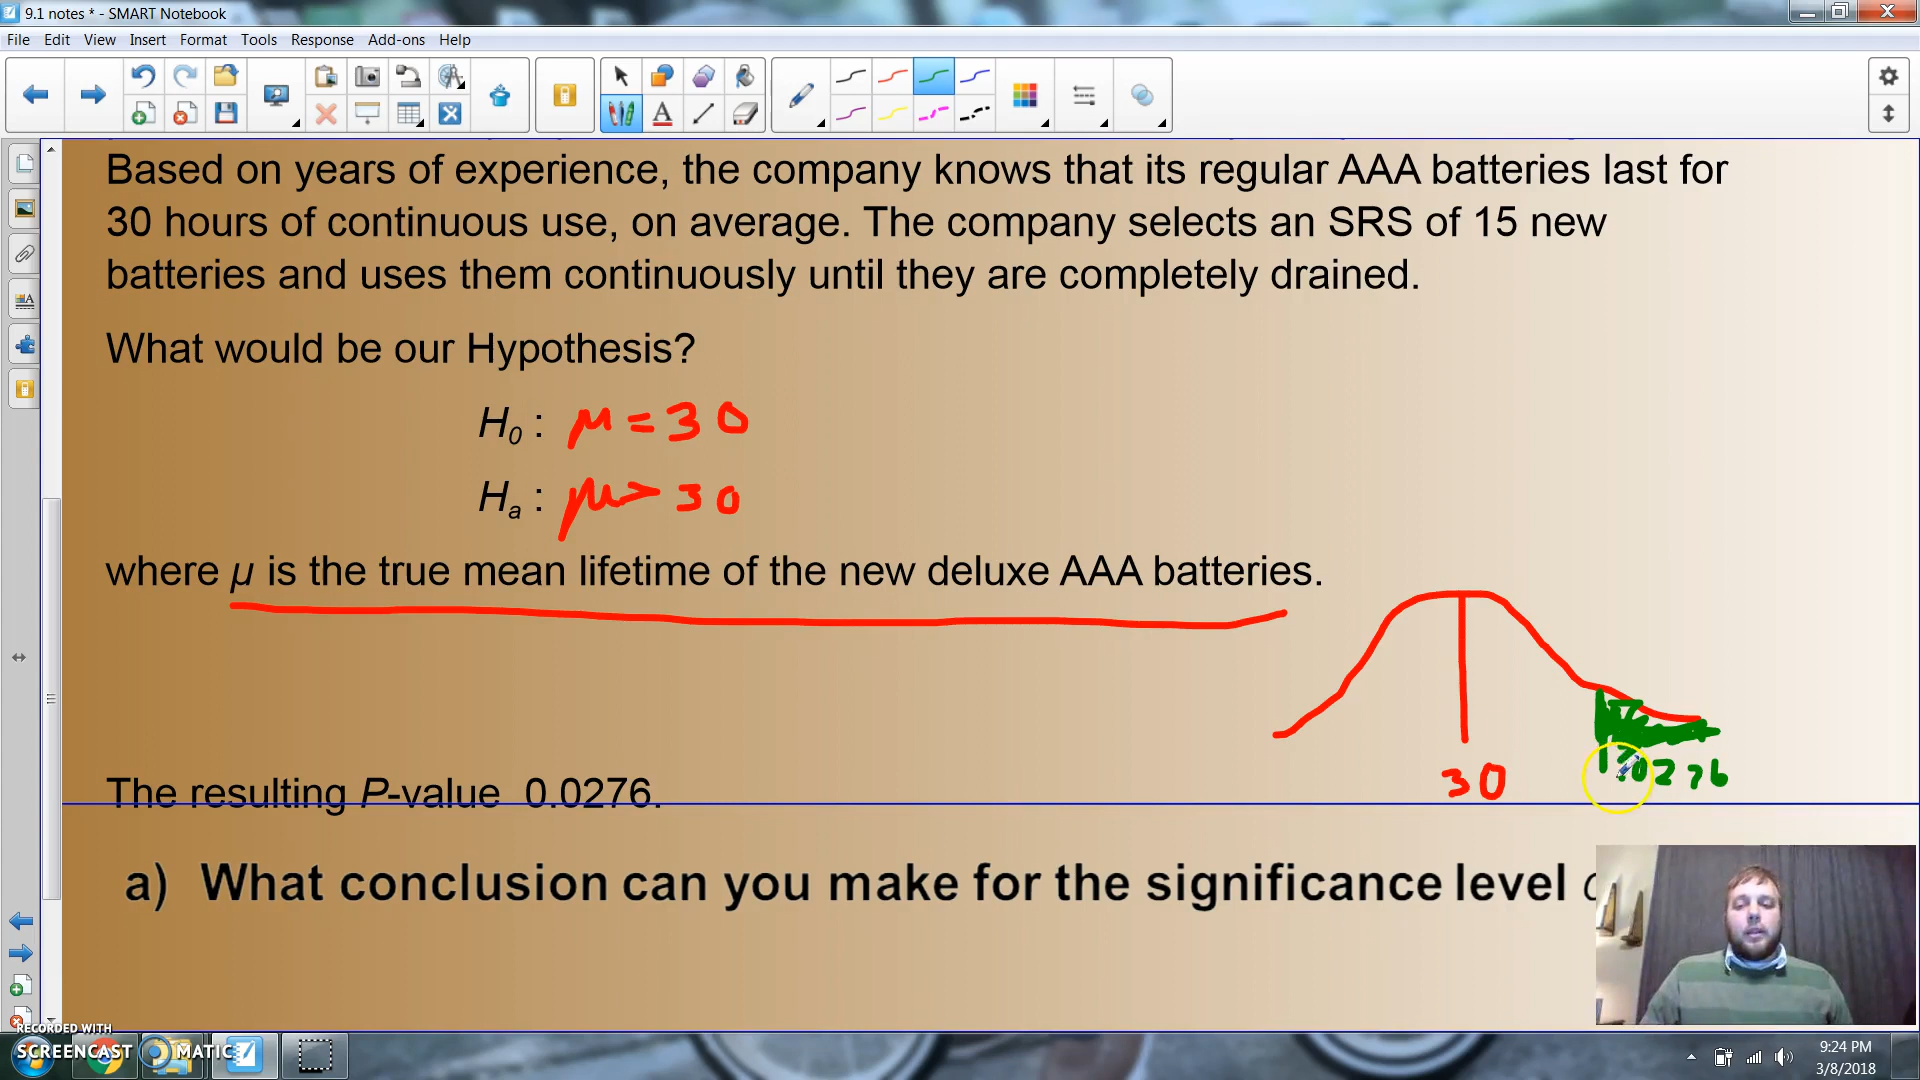 9.1 notes * - SMART Notebook
File Edit View Insert Format Tools Response Add-ons Help
Based on years of experience, the company knows that its regular AAA batteries last for
30 hours of continuous use, on average. The company selects an SRS of 15 new
batteries and uses them continuously until they are completely drained.
What would be our Hypothesis?
H₀ : μ = 30
Hₐ : μ > 30
where μ is the true mean lifetime of the new deluxe AAA batteries.
30
.0276
The resulting P-value 0.0276.
a) What conclusion can you make for the significance level
RECORDED WITH
SCREENCAST MATIC
9:24 PM
3/8/2018